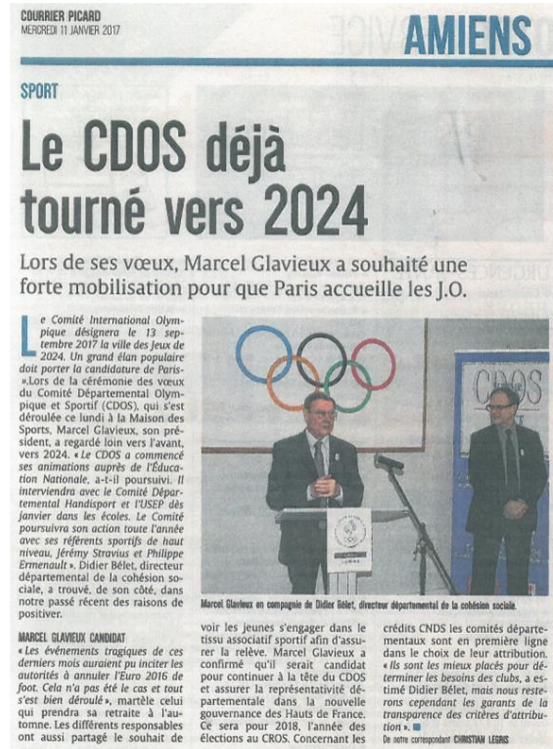 COURRIER PICARD
MERCREDI 11 JANVIER 2017
AMIENS
SPORT
Le CDOS déjà
tourné vers 2024
Lors de ses vœux, Marcel Glavieux a souhaité une
forte mobilisation pour que Paris accueille les J.O.
Le Comité International Olym-
pique désignera le 13 sep-
tembre 2017 la ville des Jeux de
2024. Un grand élan populaire
doit porter la candidature de Paris-
».Lors de la cérémonie des vœux
du Comité Départemental Olym-
pique et Sportif (CDOS), qui s'est
déroulée ce lundi à la Maison des
Sports, Marcel Glavieux, son pré-
sident, a regardé loin vers l'avant,
vers 2024. « Le CDOS a commencé
ses animations auprès de l'Éduca-
tion Nationale, a-t-il poursuivi. Il
interviendra avec le Comité Dépar-
temental Handisport et l'USEP dès
janvier dans les écoles. Le Comité
poursuivra son action toute l'année
avec ses référents sportifs de haut
niveau, Jérémy Stravius et Philippe
Ermenault ». Didier Bélet, directeur
départemental de la cohésion so-
ciale, a trouvé, de son côté, dans
notre passé récent des raisons de
positiver.
MARCEL GLAVIEUX CANDIDAT
« Les événements tragiques de ces
derniers mois auraient pu inciter les
autorités à annuler l'Euro 2016 de
foot. Cela n'a pas été le cas et tout
s'est bien déroulé », martèle celui
qui prendra sa retraite à l'au-
tomne. Les différents responsables
ont aussi partagé le souhait de
CDOS
Marcel Glavieux en compagnie de Didier Bélet, directeur départemental de la cohésion sociale.
voir les jeunes s'engager dans le
tissu associatif sportif afin d'assu-
rer la relève. Marcel Glavieux a
confirmé qu'il serait candidat
pour continuer à la tête du CDOS
et assurer la représentativité dé-
partementale dans la nouvelle
gouvernance des Hauts de France.
Ce sera pour 2018, l'année des
élections au CROS. Concernant les
crédits CNDS les comités départe-
mentaux sont en première ligne
dans le choix de leur attribution.
« Ils sont les mieux placés pour dé-
terminer les besoins des clubs, a es-
timé Didier Bélet, mais nous reste-
rons cependant les garants de la
transparence des critères d'attribu-
tion ».
De notre correspondant CHRISTIAN LEGRIS